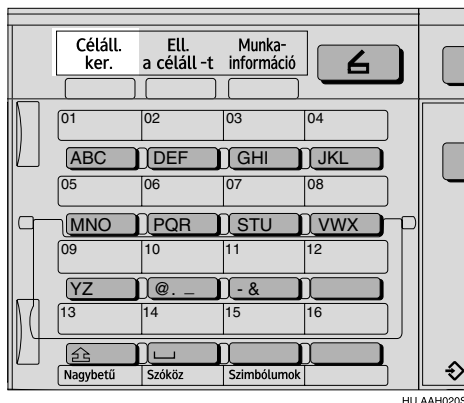 Céláll. ker.
Ell. a céláll -t
Munka- információ
01 02 03 04
ABC DEF GHI JKL
05 06 07 08
MNO PQR STU VWX
09 10 11 12
YZ @. _ - &
13 14 15 16
Nagybetű Szóköz Szimbólumok
HU AAH020S